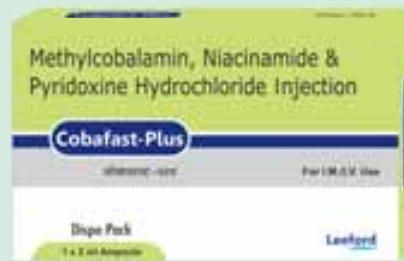 Methylcobalamin, Niacinamide &
Pyridoxine Hydrochloride Injection
Cobafast-Plus
For I.M./I.V. Use
Dispo Pack
1 x 2 ml Ampoule
Leeford